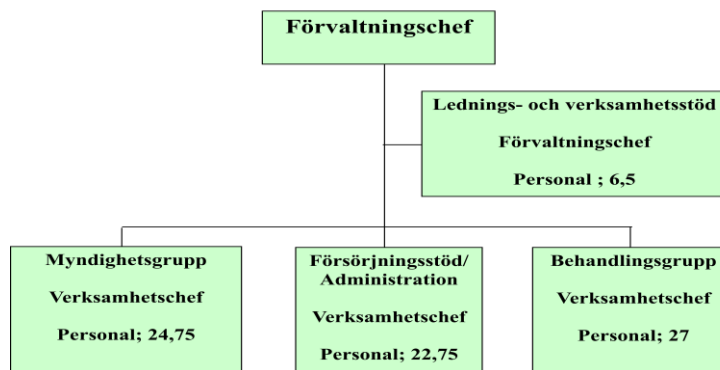 Förvaltningschef
Lednings- och verksamhetsstöd
Förvaltningschef
Personal ; 6,5
Myndighetsgrupp
Verksamhetschef
Personal; 24,75
Försörjningsstöd/
Administration
Verksamhetschef
Personal; 22,75
Behandlingsgrupp
Verksamhetschef
Personal; 27